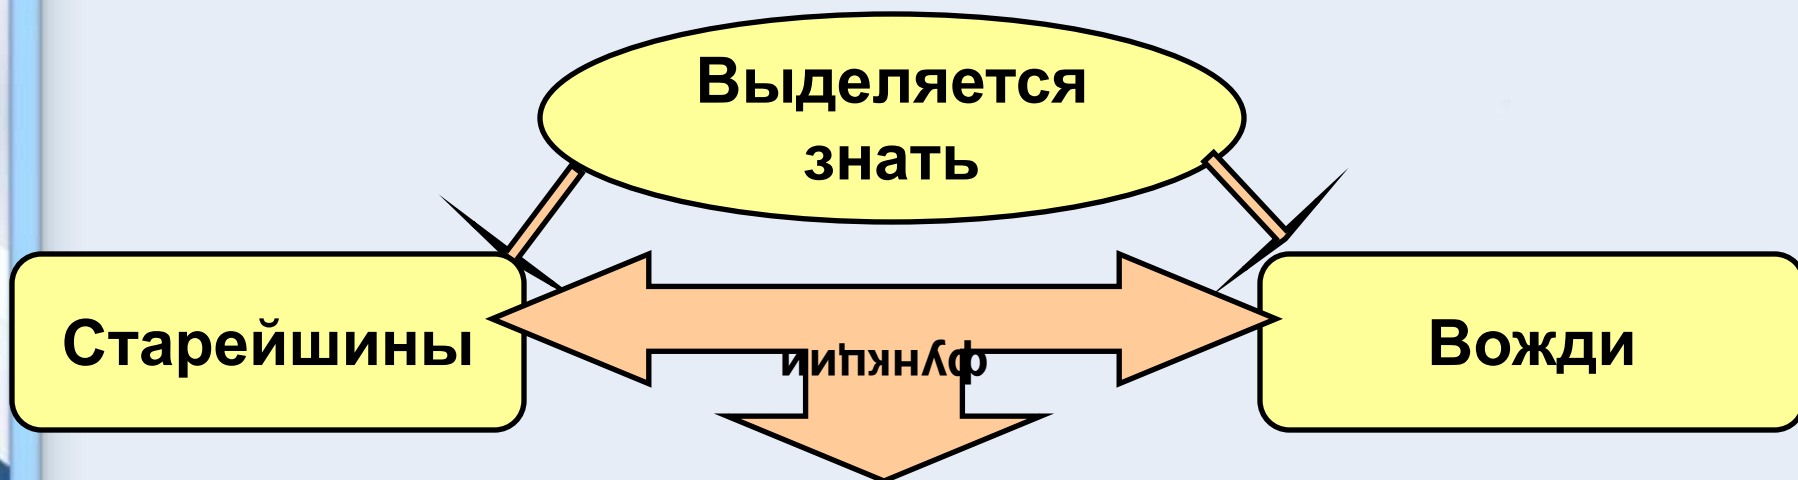 Выделяется
знать
Старейшины
функции
Вожди